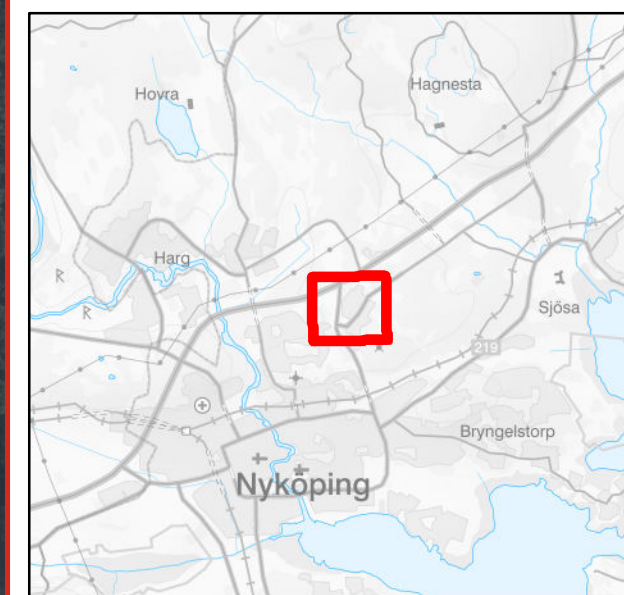 Hagnesta
Hovra
Harg
R
R
Sjösa
219
Bryngelstorp
Nyköping